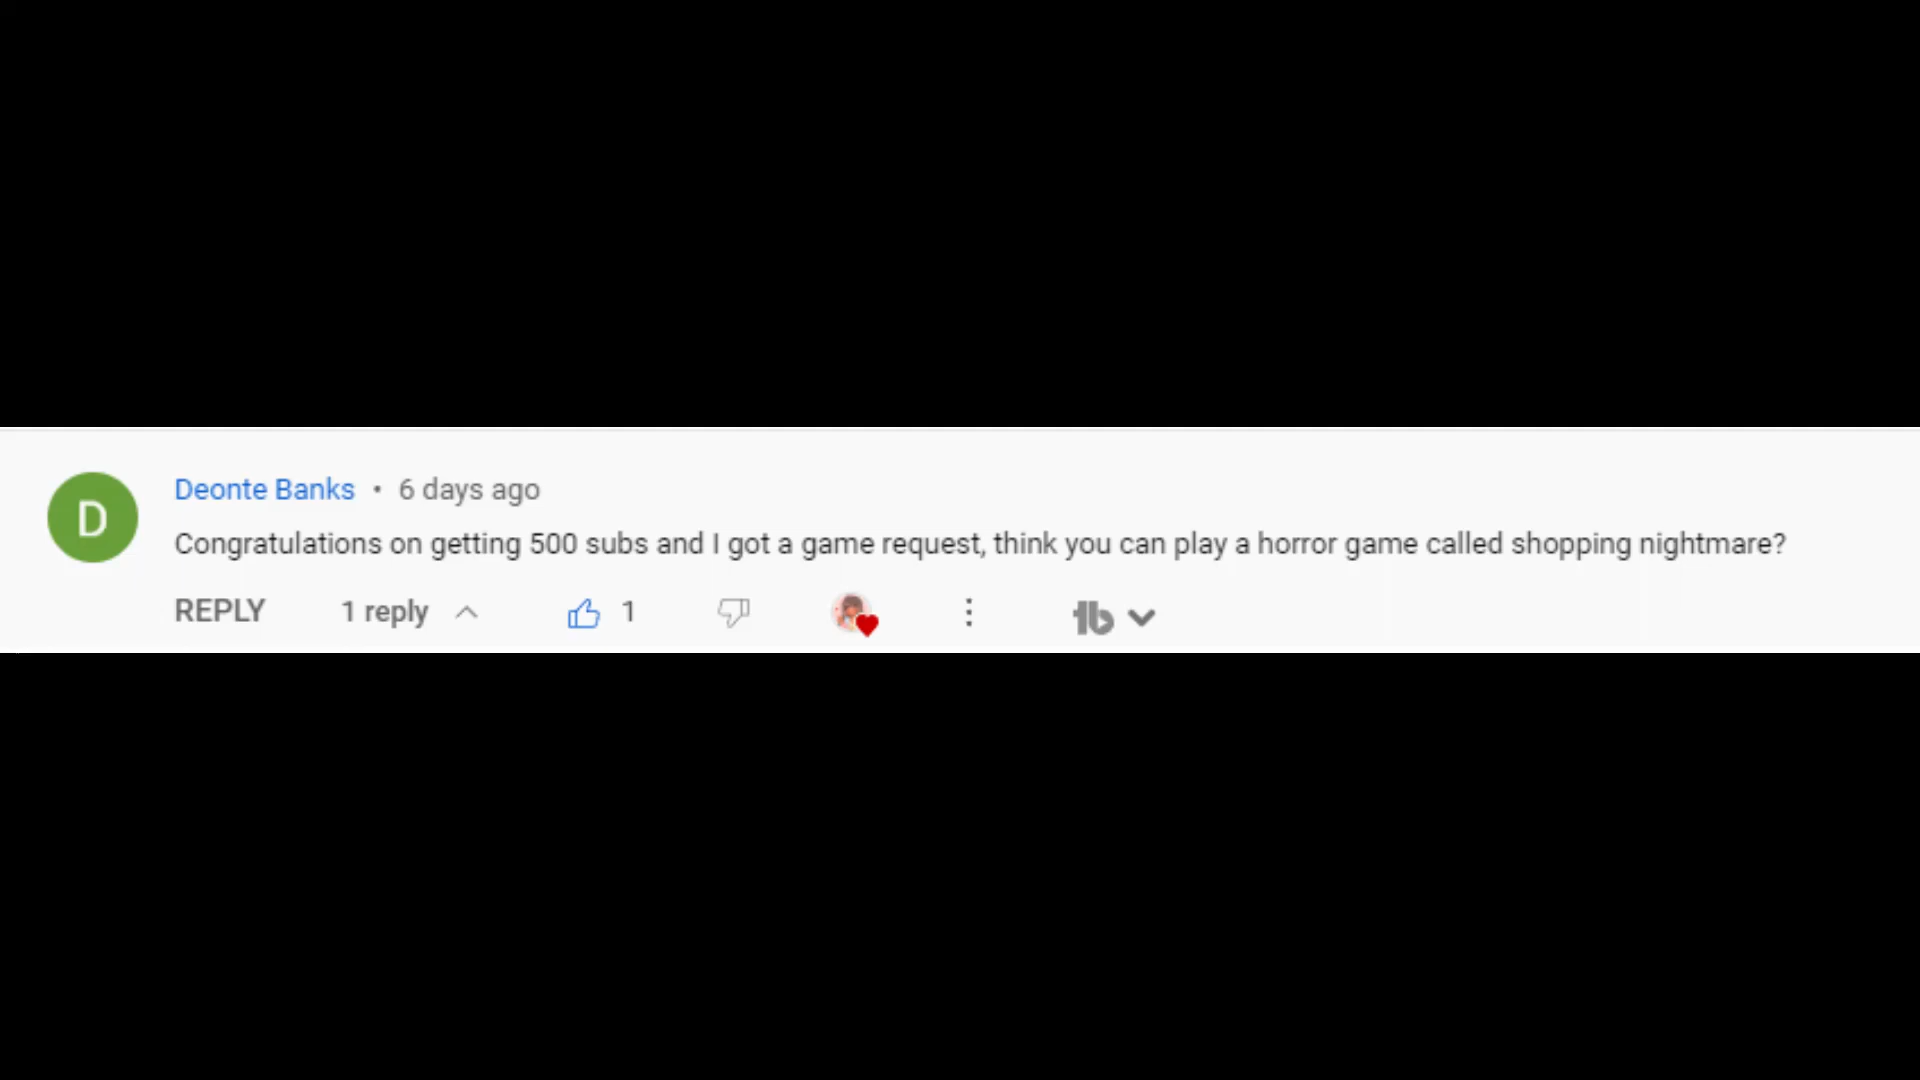 D
Deonte Banks • 6 days ago
Congratulations on getting 500 subs and I got a game request, think you can play a horror game called shopping nightmare?
REPLY 1 reply 1 tb